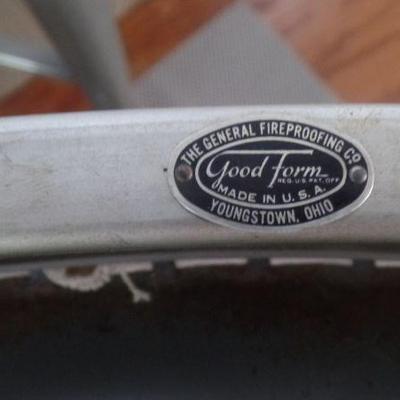 THE GENERAL FIREPROOFING CO.
Good Form
REG. U.S. PAT. OFF.
MADE IN U.S.A.
YOUNGSTOWN, OHIO